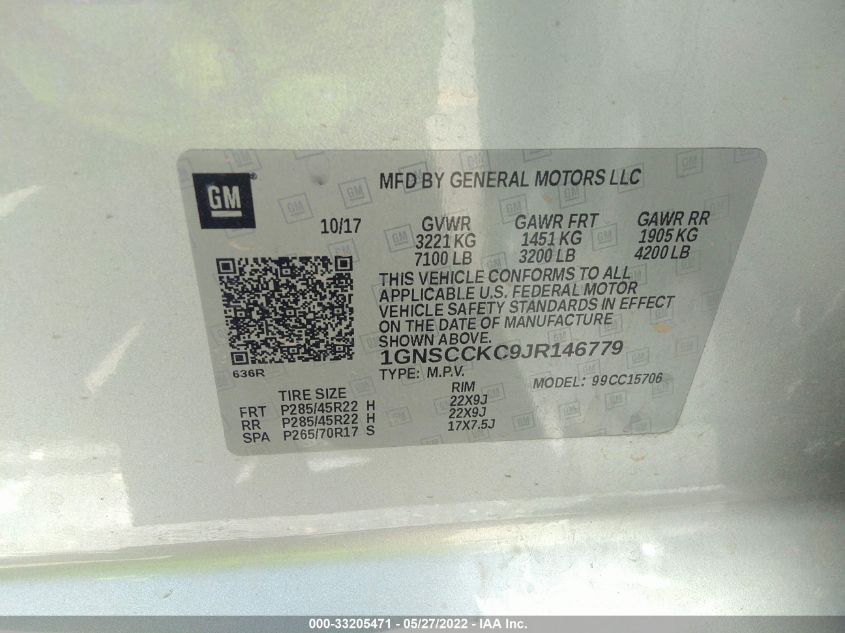 GM
MFD BY GENERAL MOTORS LLC
10/17
GVWR GAWR FRT GAWR RR
3221 KG 1451 KG 1905 KG
7100 LB 3200 LB 4200 LB
THIS VEHICLE CONFORMS TO ALL
APPLICABLE U.S. FEDERAL MOTOR
VEHICLE SAFETY STANDARDS IN EFFECT
ON THE DATE OF MANUFACTURE
SHOWN ABOVE.
636R
1GNSCCKC9JR146779
TYPE: M.P.V. MODEL: 99CC15706
TIRE SIZE RIM
FRT P285/45R22 H 22X9J
RR P285/45R22 H 22X9J
SPA P265/70R17 S 17X7.5J
000-33205471 - 05/27/2022 - IAA Inc.